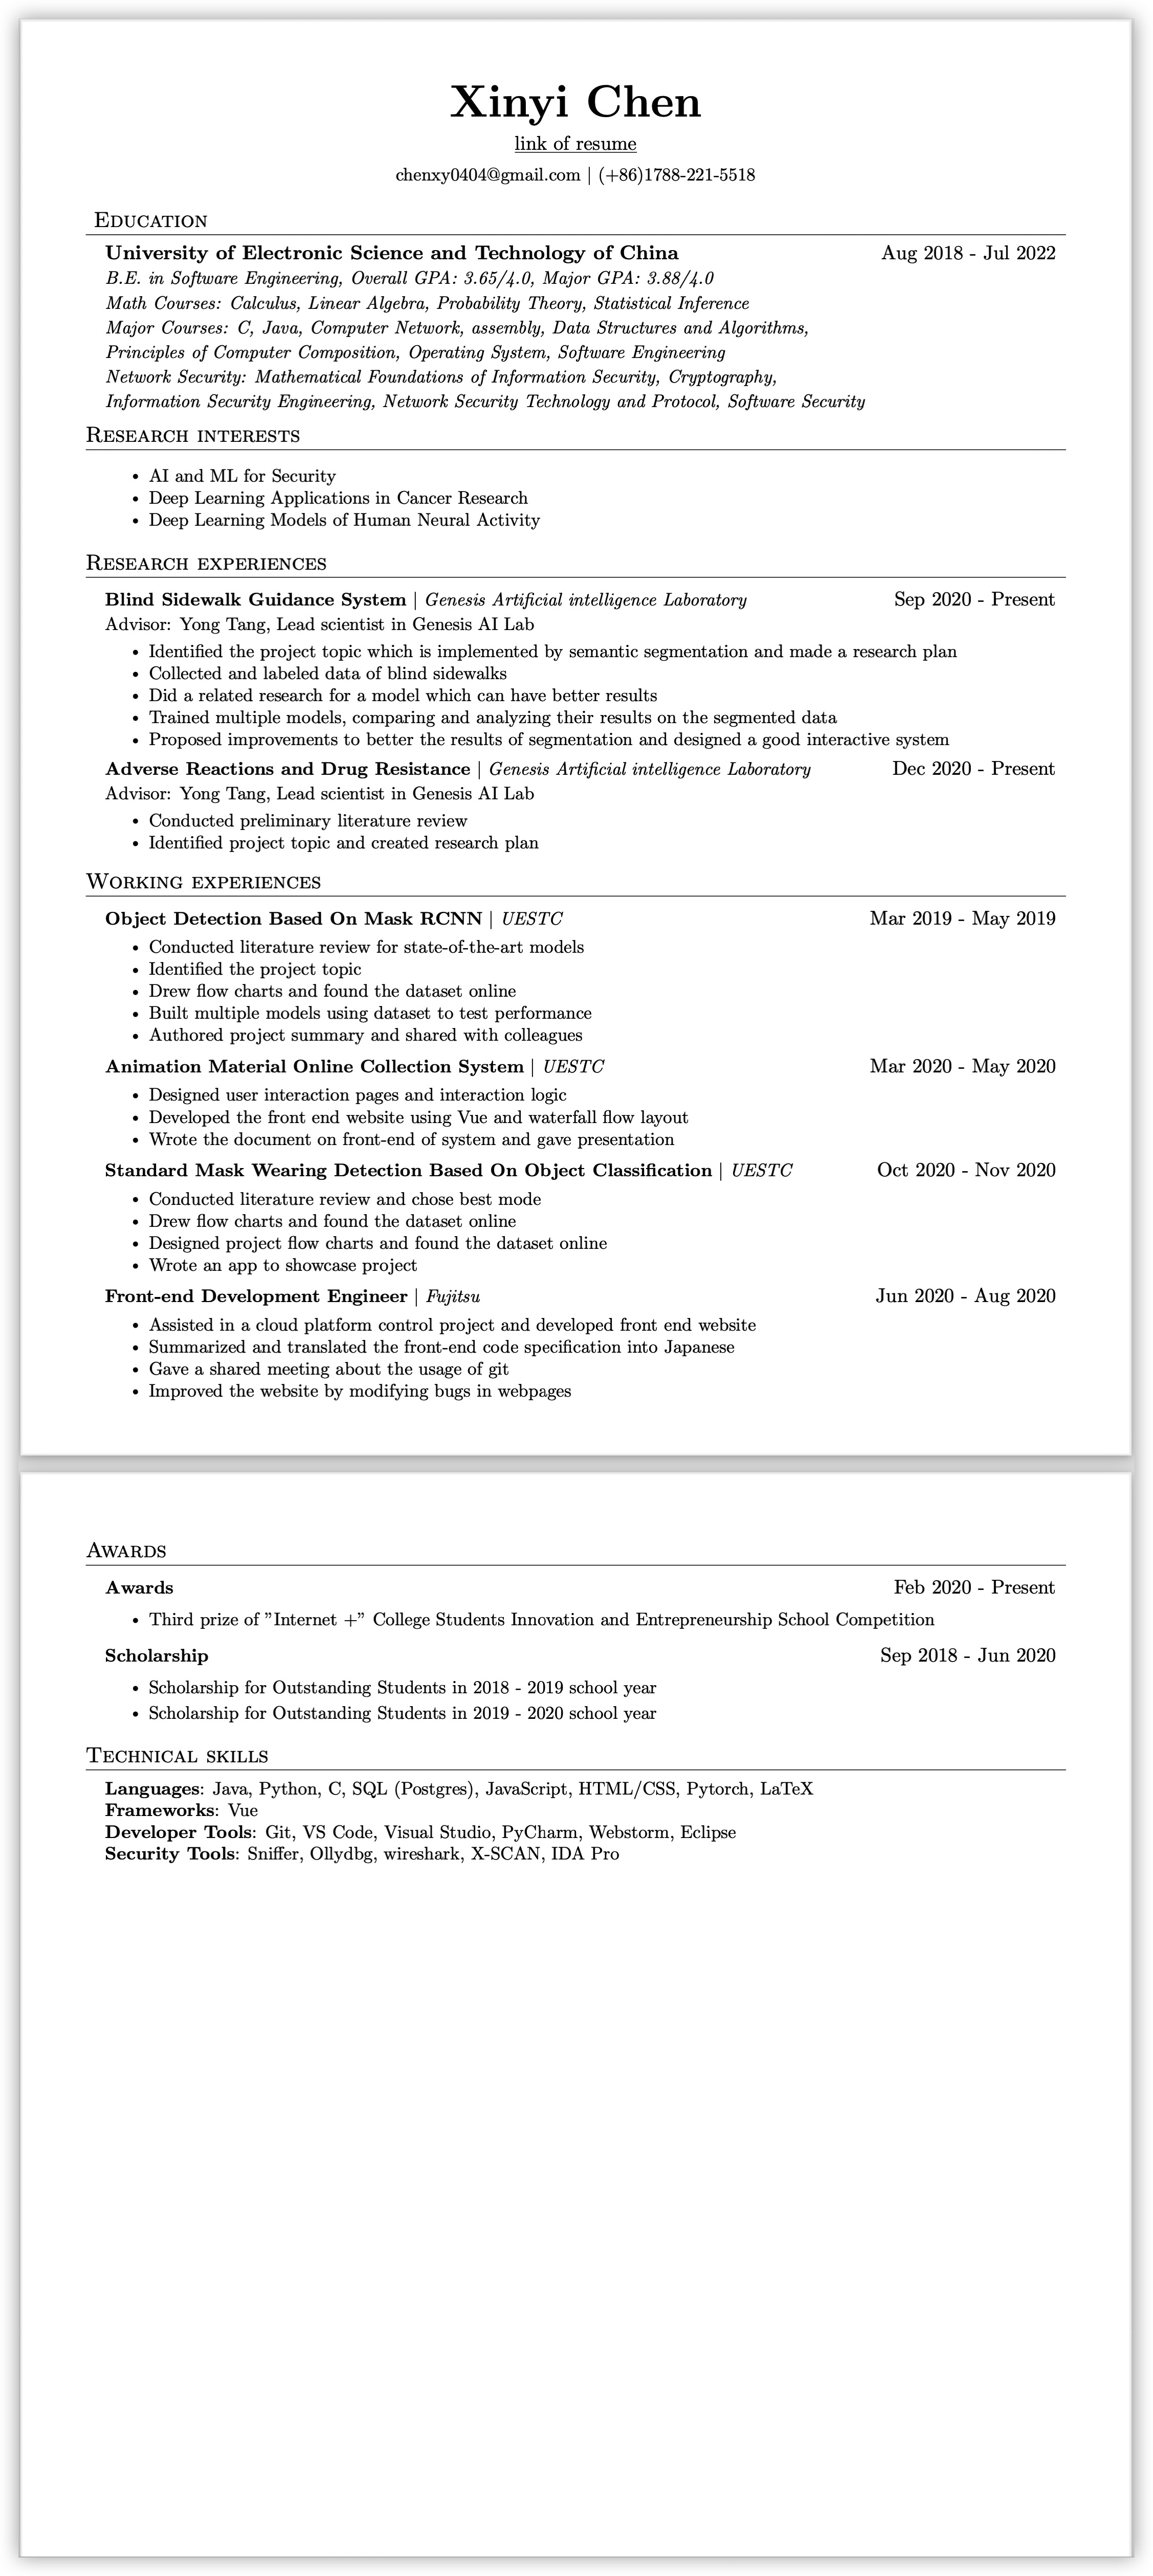 Xinyi Chen
link of resume
chenxy0404@gmail.com | (+86)1788-221-5518
Education
University of Electronic Science and Technology of China Aug 2018 - Jul 2022
B.E. in Software Engineering, Overall GPA: 3.65/4.0, Major GPA: 3.88/4.0
Math Courses: Calculus, Linear Algebra, Probability Theory, Statistical Inference
Major Courses: C, Java, Computer Network, assembly, Data Structures and Algorithms,
Principles of Computer Composition, Operating System, Software Engineering
Network Security: Mathematical Foundations of Information Security, Cryptography,
Information Security Engineering, Network Security Technology and Protocol, Software Security
Research interests
• AI and ML for Security
• Deep Learning Applications in Cancer Research
• Deep Learning Models of Human Neural Activity
Research experiences
Blind Sidewalk Guidance System | Genesis Artificial intelligence Laboratory Sep 2020 - Present
Advisor: Yong Tang, Lead scientist in Genesis AI Lab
• Identified the project topic which is implemented by semantic segmentation and made a research plan
• Collected and labeled data of blind sidewalks
• Did a related research for a model which can have better results
• Trained multiple models, comparing and analyzing their results on the segmented data
• Proposed improvements to better the results of segmentation and designed a good interactive system
Adverse Reactions and Drug Resistance | Genesis Artificial intelligence Laboratory Dec 2020 - Present
Advisor: Yong Tang, Lead scientist in Genesis AI Lab
• Conducted preliminary literature review
• Identified project topic and created research plan
Working experiences
Object Detection Based On Mask RCNN | UESTC Mar 2019 - May 2019
• Conducted literature review for state-of-the-art models
• Identified the project topic
• Drew flow charts and found the dataset online
• Built multiple models using dataset to test performance
• Authored project summary and shared with colleagues
Animation Material Online Collection System | UESTC Mar 2020 - May 2020
• Designed user interaction pages and interaction logic
• Developed the front end website using Vue and waterfall flow layout
• Wrote the document on front-end of system and gave presentation
Standard Mask Wearing Detection Based On Object Classification | UESTC Oct 2020 - Nov 2020
• Conducted literature review and chose best mode
• Drew flow charts and found the dataset online
• Designed project flow charts and found the dataset online
• Wrote an app to showcase project
Front-end Development Engineer | Fujitsu Jun 2020 - Aug 2020
• Assisted in a cloud platform control project and developed front end website
• Summarized and translated the front-end code specification into Japanese
• Gave a shared meeting about the usage of git
• Improved the website by modifying bugs in webpages
Awards
Awards Feb 2020 - Present
• Third prize of ”Internet +” College Students Innovation and Entrepreneurship School Competition
Scholarship Sep 2018 - Jun 2020
• Scholarship for Outstanding Students in 2018 - 2019 school year
• Scholarship for Outstanding Students in 2019 - 2020 school year
Technical skills
Languages: Java, Python, C, SQL (Postgres), JavaScript, HTML/CSS, Pytorch, LaTeX
Frameworks: Vue
Developer Tools: Git, VS Code, Visual Studio, PyCharm, Webstorm, Eclipse
Security Tools: Sniffer, Ollydbg, wireshark, X-SCAN, IDA Pro